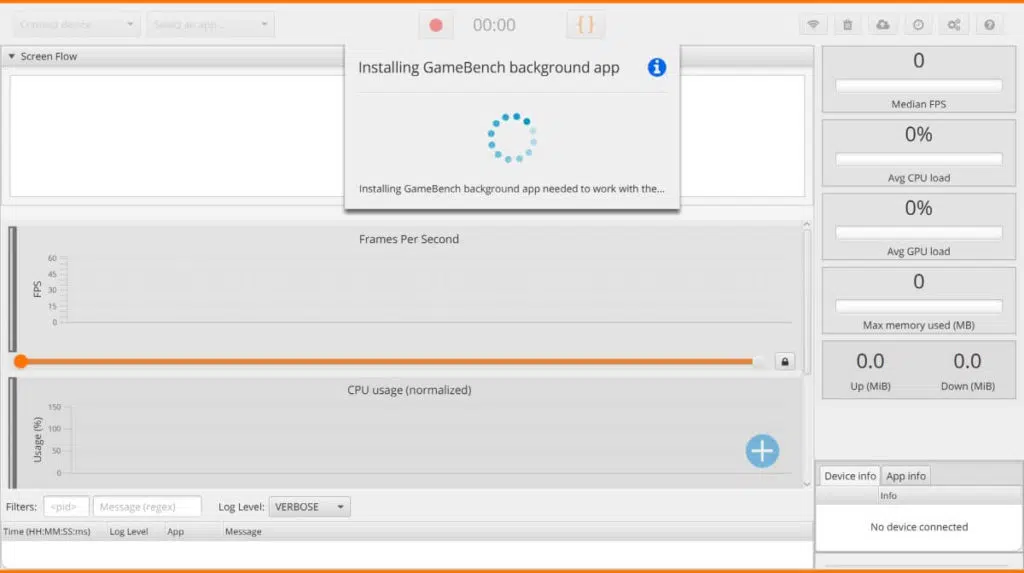 Connect device...
Select an app...
00:00
{ }
Screen Flow
Installing GameBench background app
Installing GameBench background app needed to work with the...
0
Median FPS
0%
Avg CPU load
0%
Avg GPU load
0
Max memory used (MB)
0.0
0.0
Up (MiB)
Down (MiB)
Frames Per Second
FPS
60
45
30
15
0
CPU usage (normalized)
Usage (%)
150
100
50
0
Device info
App info
Info
No device connected
Filters:
<pid>
Message (regex)
Log Level:
VERBOSE
Time (HH:MM:SS:ms)
Log Level
App
Message